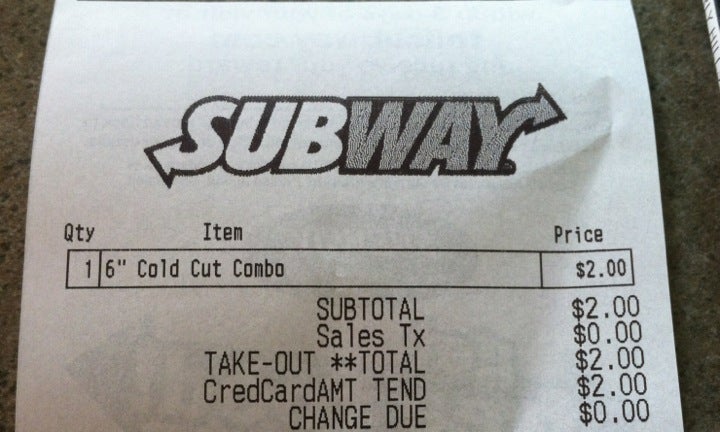 SUBWAY
Qty Item Price
1 6" Cold Cut Combo $2.00
SUBTOTAL $2.00
Sales Tx $0.00
TAKE-OUT **TOTAL $2.00
CredCardAMT TEND $2.00
CHANGE DUE $0.00